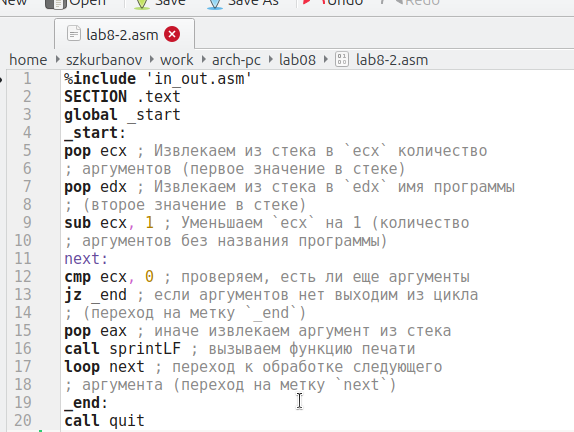 New Open Save Save As Undo Redo
lab8-2.asm
home szkurbanov work arch-pc lab08 lab8-2.asm
1 %include 'in_out.asm'
2 SECTION .text
3 global _start
4 _start:
5 pop ecx ; Извлекаем из стека в `ecx` количество
6 ; аргументов (первое значение в стеке)
7 pop edx ; Извлекаем из стека в `edx` имя программы
8 ; (второе значение в стеке)
9 sub ecx, 1 ; Уменьшаем `ecx` на 1 (количество
10 ; аргументов без названия программы)
11 next:
12 cmp ecx, 0 ; проверяем, есть ли еще аргументы
13 jz _end ; если аргументов нет выходим из цикла
14 ; (переход на метку `_end`)
15 pop eax ; иначе извлекаем аргумент из стека
16 call sprintLF ; вызываем функцию печати
17 loop next ; переход к обработке следующего
18 ; аргумента (переход на метку `next`)
19 _end:
20 call quit